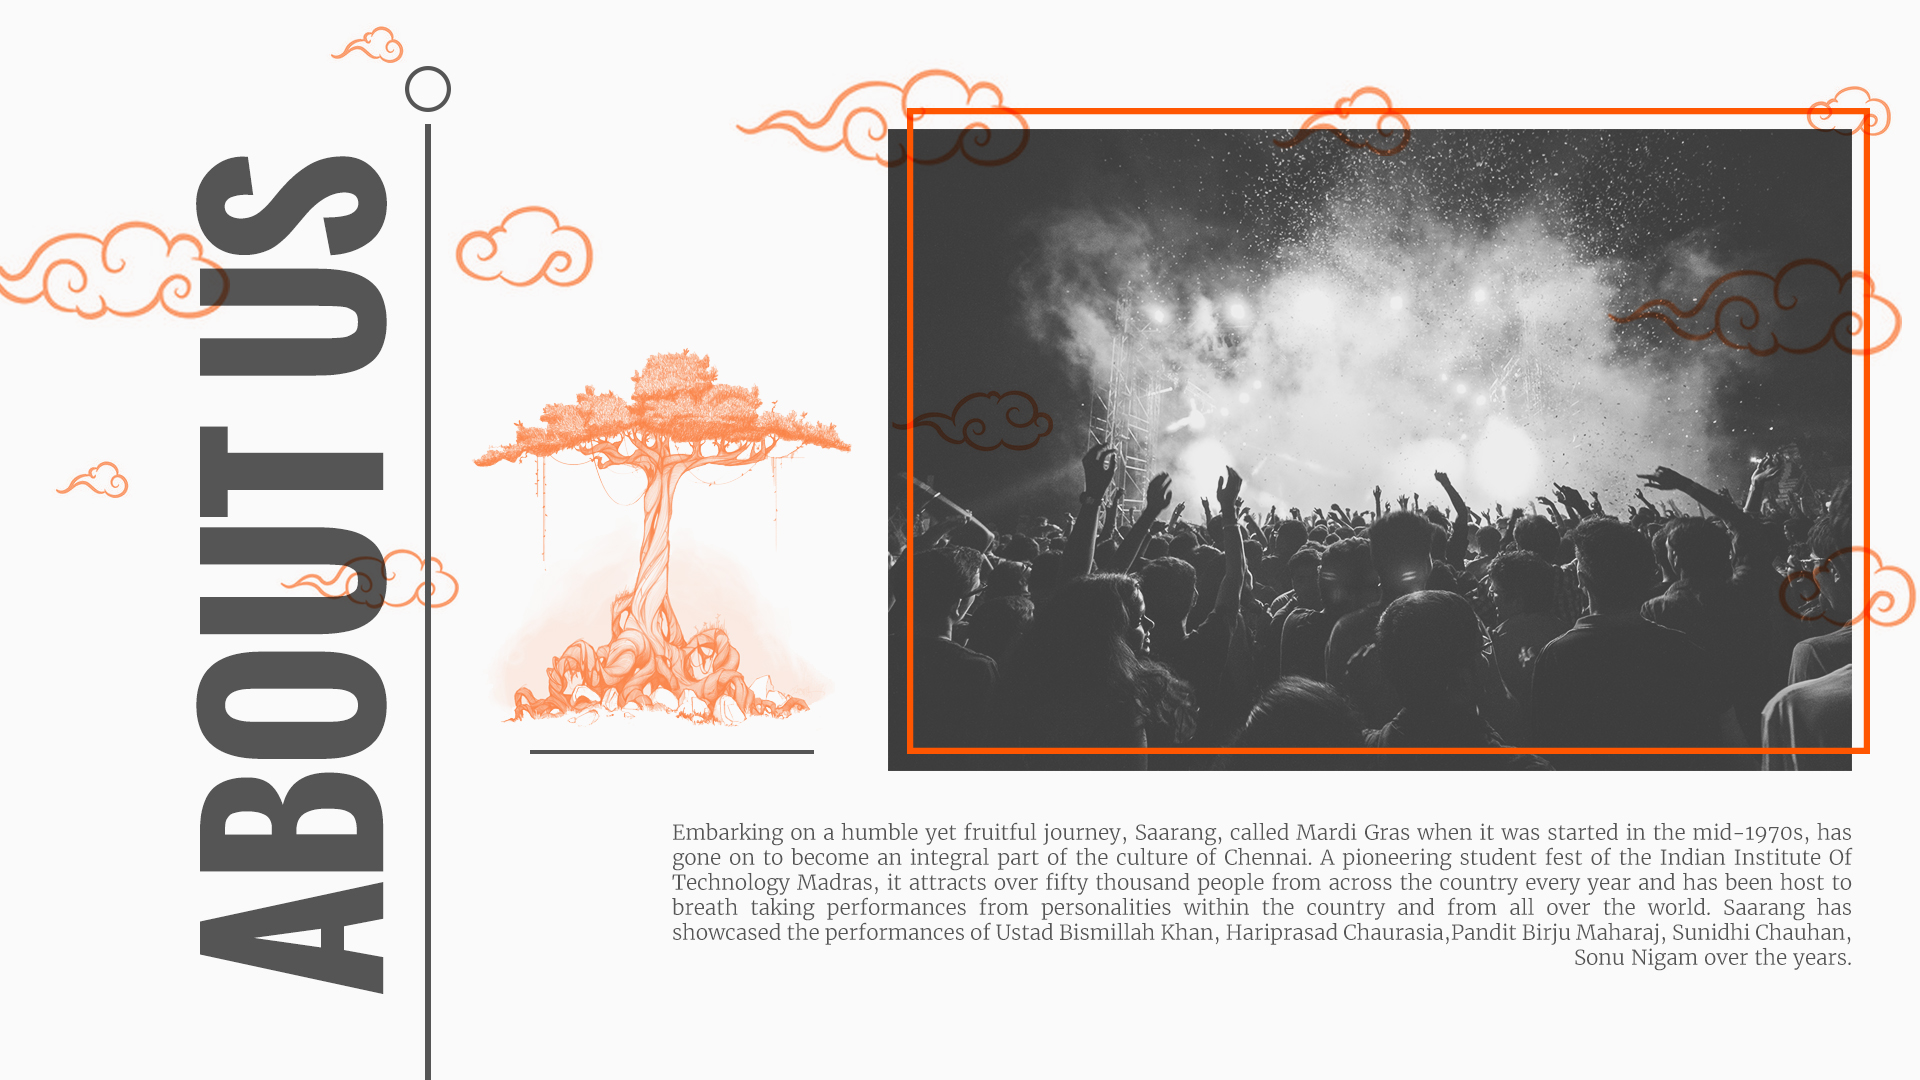 ABOUT US
Embarking on a humble yet fruitful journey, Saarang, called Mardi Gras when it was started in the mid-1970s, has
gone on to become an integral part of the culture of Chennai. A pioneering student fest of the Indian Institute Of
Technology Madras, it attracts over fifty thousand people from across the country every year and has been host to
breath taking performances from personalities within the country and from all over the world. Saarang has
showcased the performances of Ustad Bismillah Khan, Hariprasad Chaurasia,Pandit Birju Maharaj, Sunidhi Chauhan,
Sonu Nigam over the years.